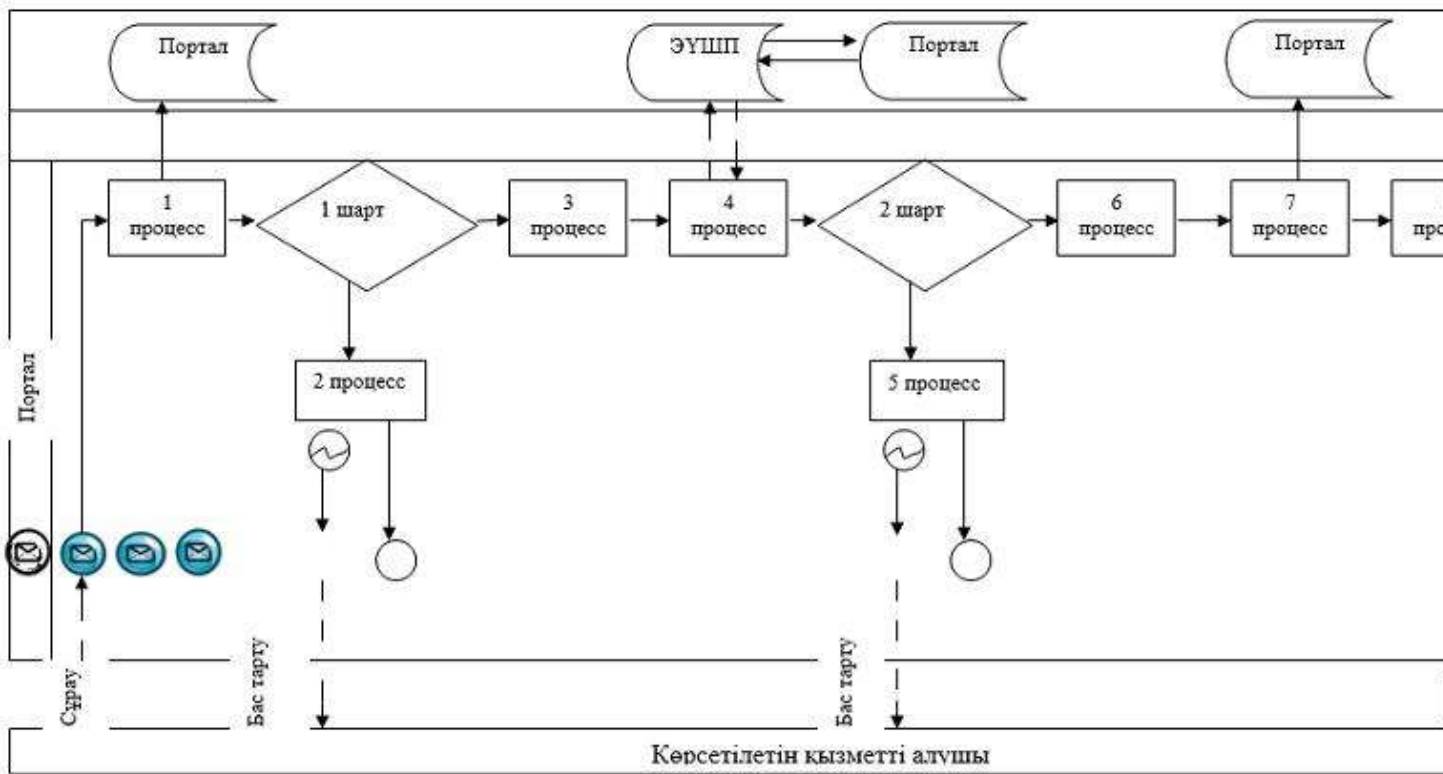 Портал
ЭҮШП
Портал
Портал
1
процесс
1 шарт
3
процесс
4
процесс
2 шарт
6
процесс
7
процесс
Портал
2 процесс
5 процесс
Сұрау
Бас тарту
Бас тарту
Көрсетілетін қызметті алушы